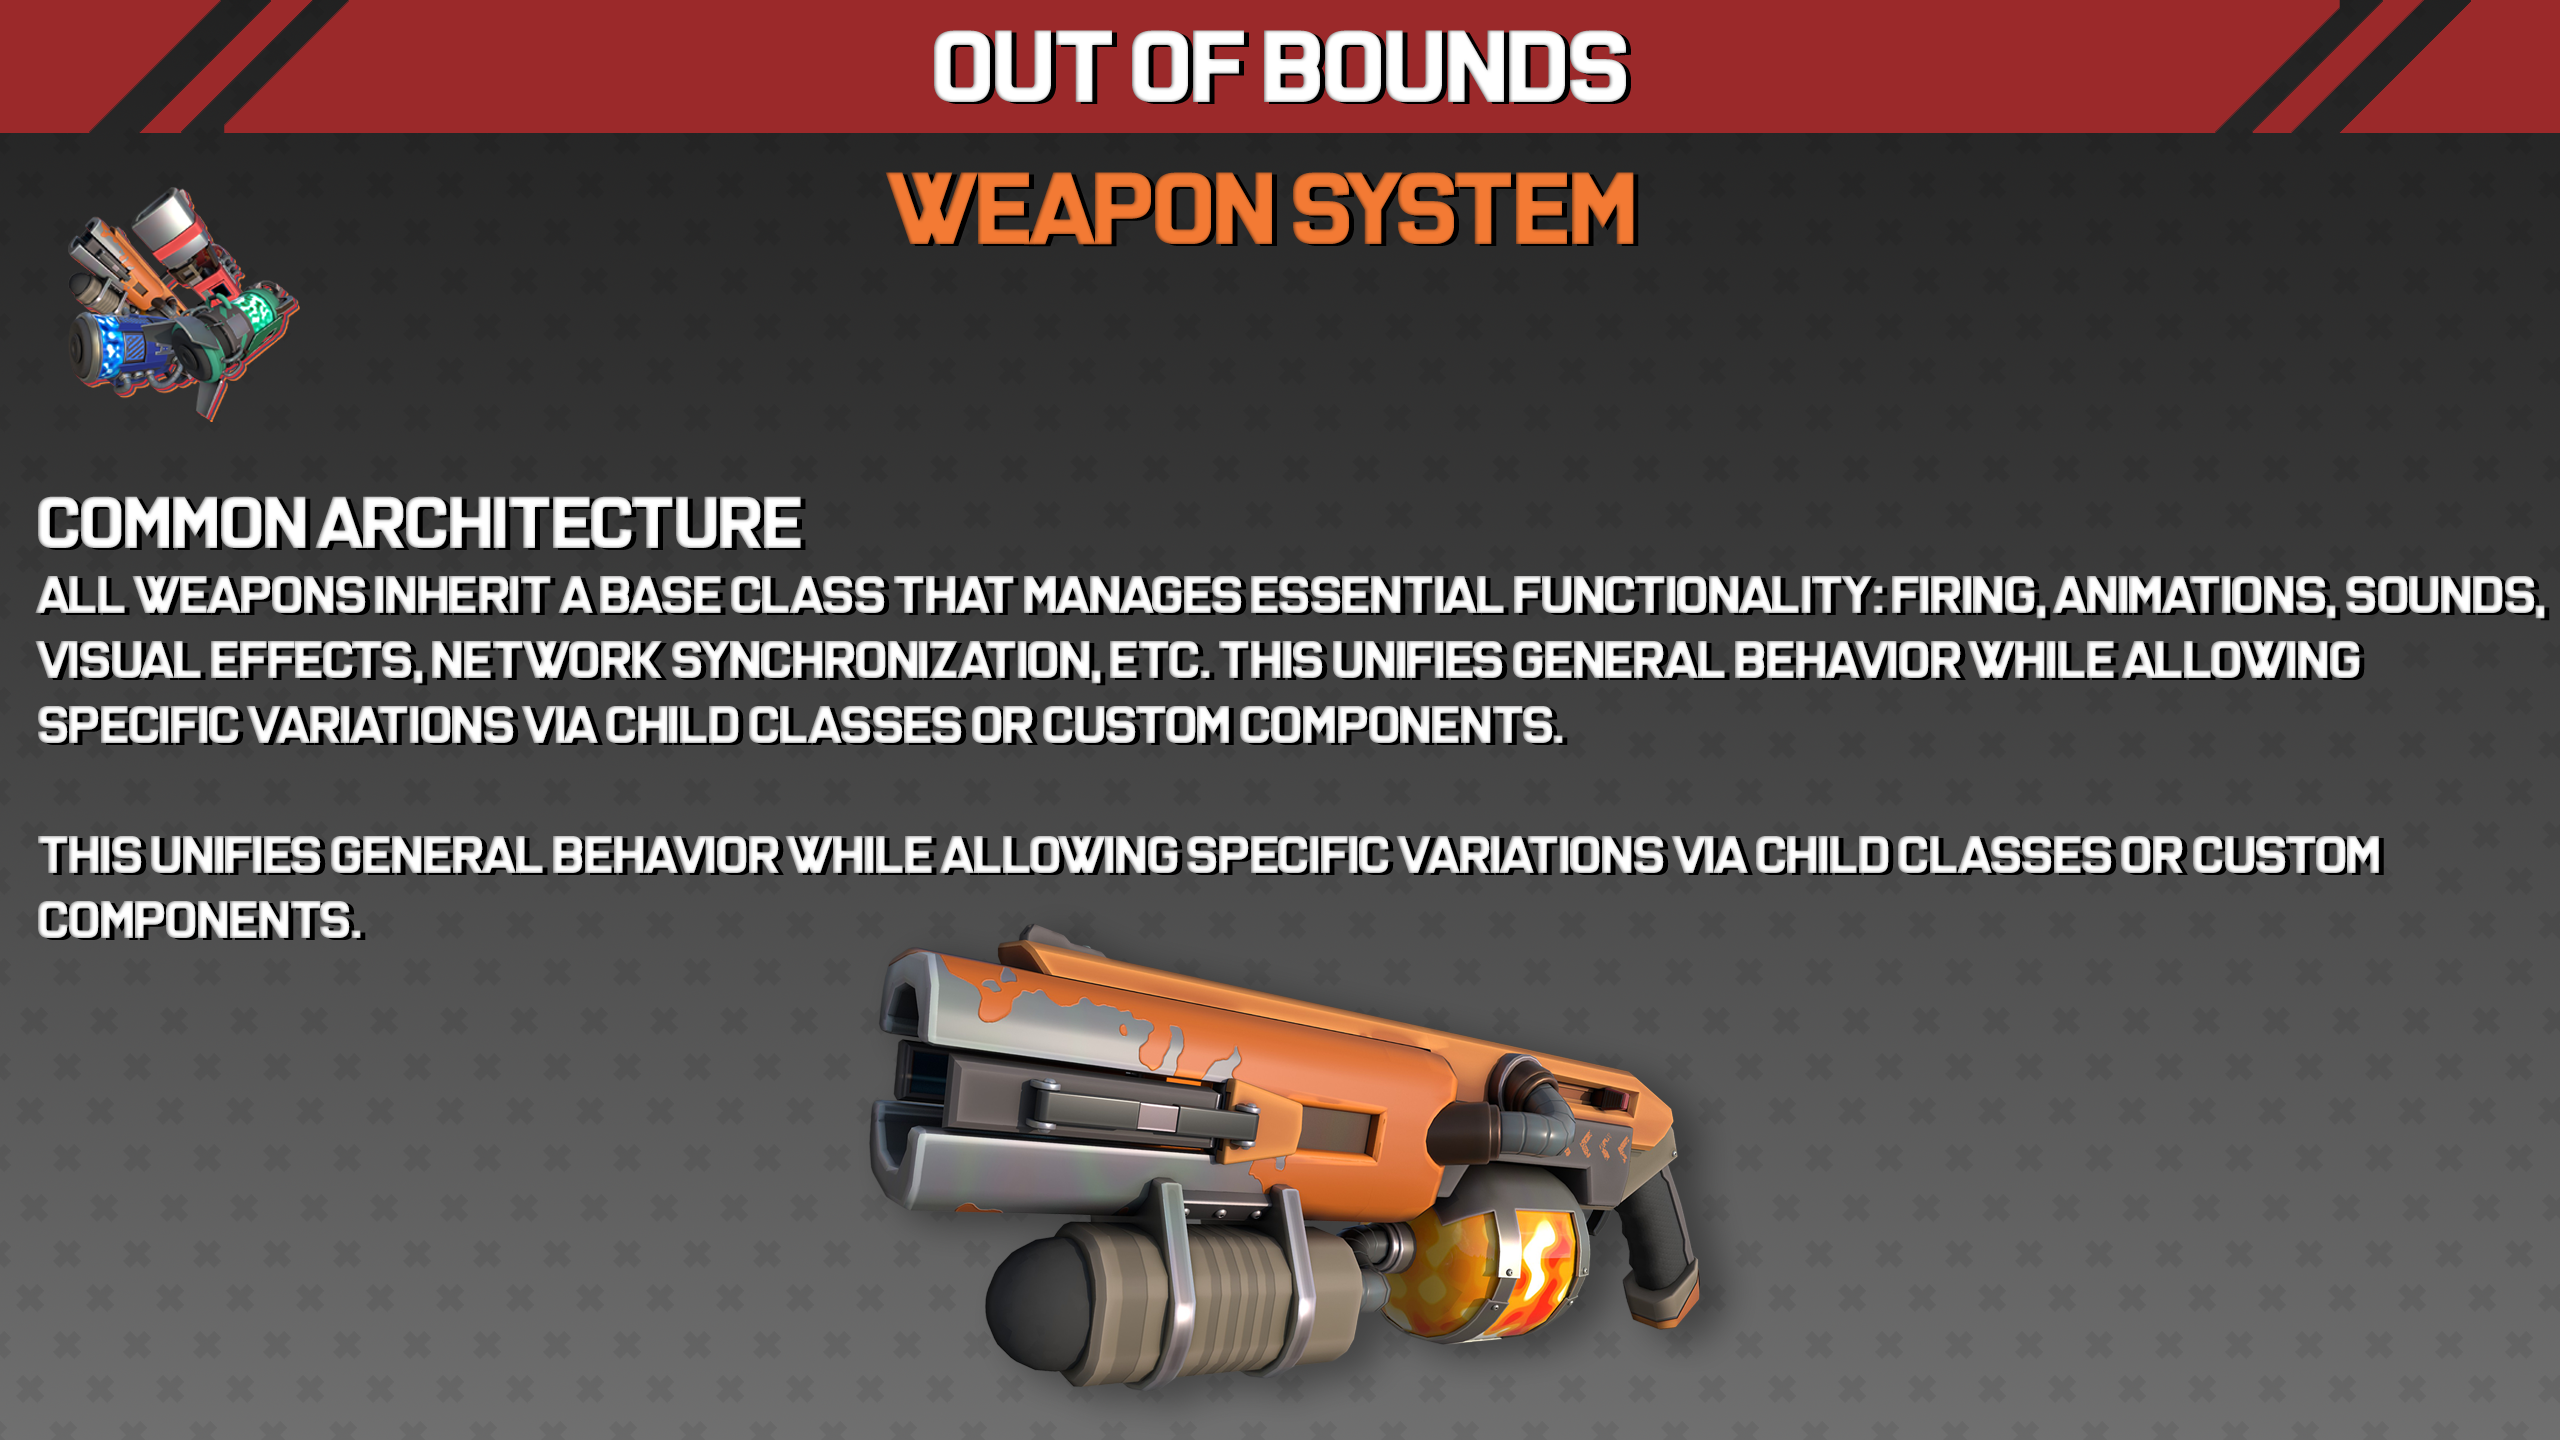 OUT OF BOUNDS
WEAPON SYSTEM
COMMON ARCHITECTURE
ALL WEAPONS INHERIT A BASE CLASS THAT MANAGES ESSENTIAL FUNCTIONALITY: FIRING, ANIMATIONS, SOUNDS,
VISUAL EFFECTS, NETWORK SYNCHRONIZATION, ETC. THIS UNIFIES GENERAL BEHAVIOR WHILE ALLOWING
SPECIFIC VARIATIONS VIA CHILD CLASSES OR CUSTOM COMPONENTS.
THIS UNIFIES GENERAL BEHAVIOR WHILE ALLOWING SPECIFIC VARIATIONS VIA CHILD CLASSES OR CUSTOM
COMPONENTS.